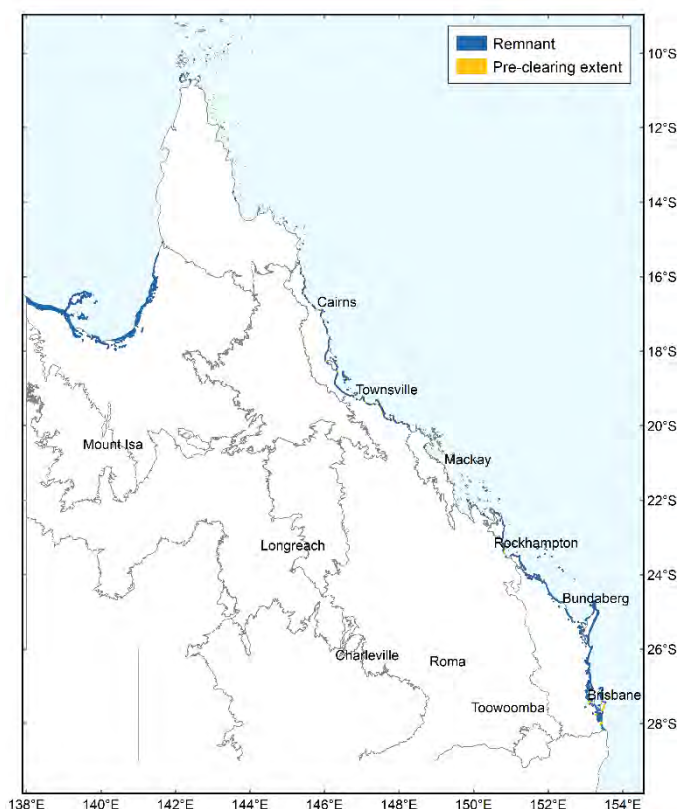 Remnant
Pre-clearing extent
10°S
12°S
14°S
16°S
Cairns
18°S
Townsville
20°S
Mount Isa
Mackay
22°S
Longreach
Rockhampton
24°S
Bundaberg
26°S
Charleville
Roma
Brisbane
Toowoomba
28°S
138°E 140°E 142°E 144°E 146°E 148°E 150°E 152°E 154°E